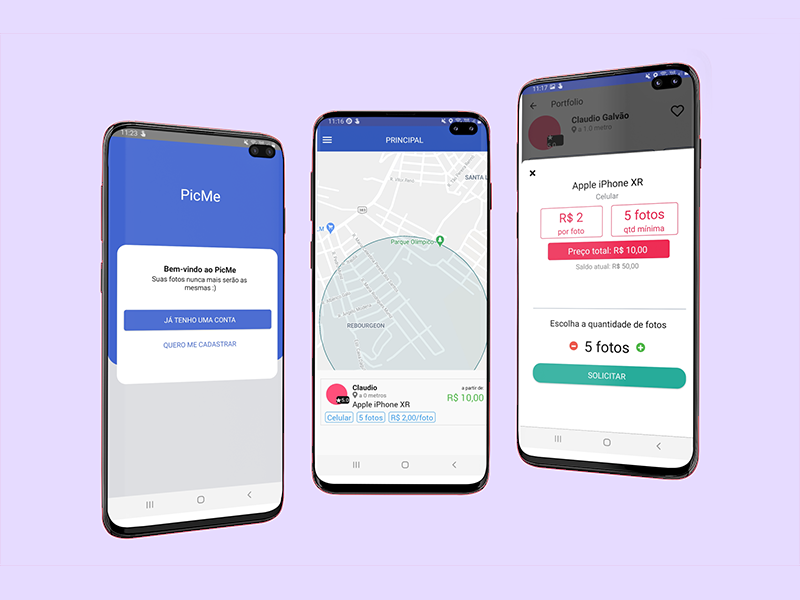 11:23
PicMe
Bem-vindo ao PicMe
Suas fotos nunca mais serão as
mesmas :)
JÁ TENHO UMA CONTA
QUERO ME CADASTRAR
11:16
PRINCIPAL
SANTA L
Parque Olímpico
REBOURGEON
Claudio
a 0 metros
5.0
Apple iPhone XR
a partir de:
R$ 10,00
Celular
5 fotos
R$ 2,00/foto
11:17
Portfolio
Claudio Galvão
a 1.0 metro
Apple iPhone XR
Celular
R$ 2
por foto
5 fotos
qtd mínima
Preço total: R$ 10,00
Saldo atual: R$ 50,00
Escolha a quantidade de fotos
5 fotos
SOLICITAR